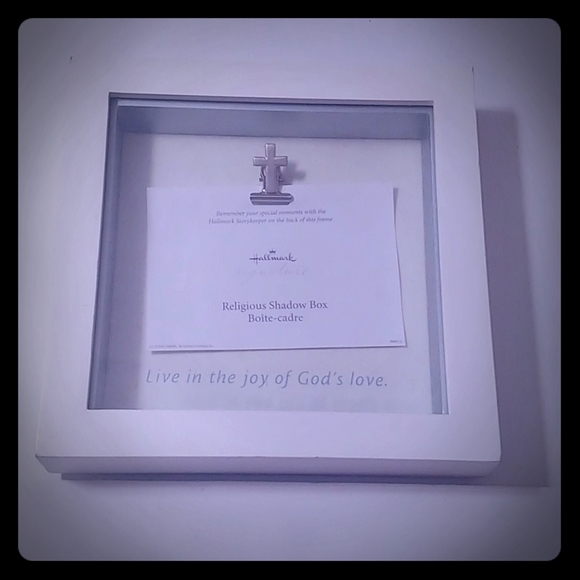 Remember your special moments with the
Hallmark Storykeeper on the back of this frame
Hallmark
Religious Shadow Box
Boîte-cadre
Live in the joy of God's love.